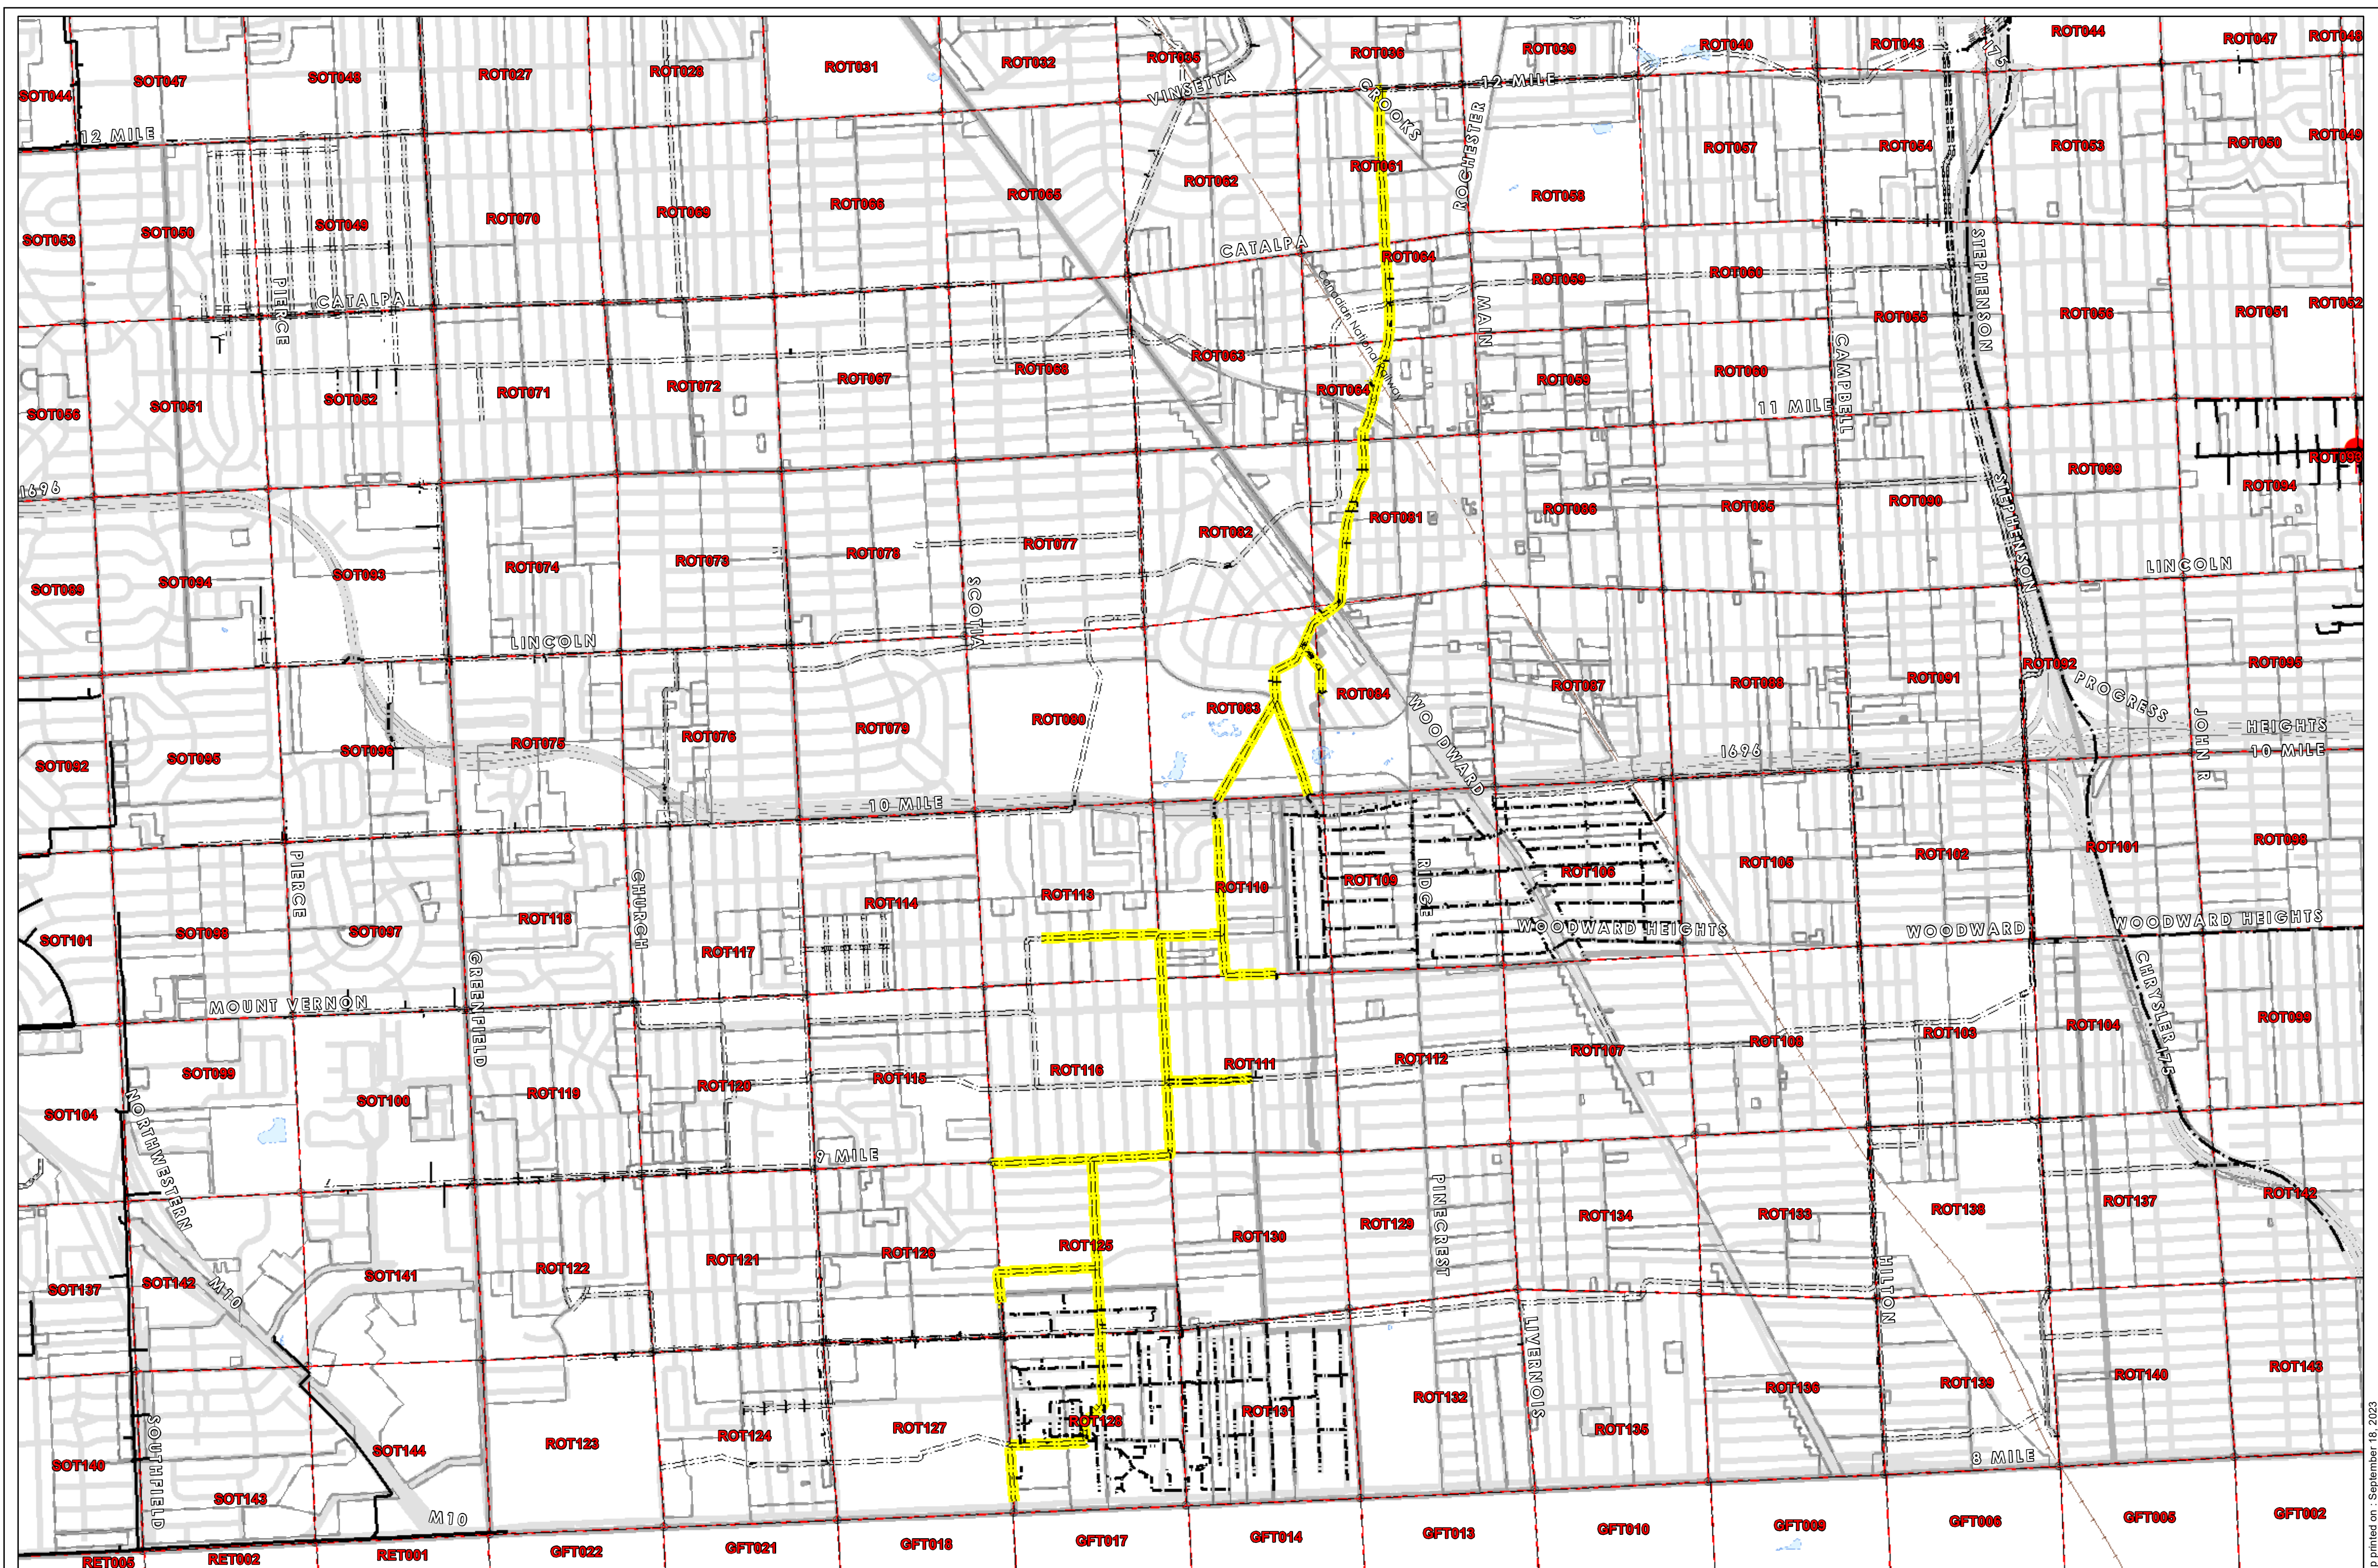 ROT044
ROT036
ROT039
ROT040
ROT043
ROT047
ROT048
SOT047
SOT048
ROT027
ROT028
ROT031
ROT032
ROT035
I75
SOT044
VINSETTA
CROOKS
12 MILE
12 MILE
ROT057
ROT054
ROT053
ROT050
ROT049
ROCHESTER
ROT061
ROT062
ROT065
ROT058
SOT053
SOT050
SOT049
ROT070
ROT069
ROT066
CATALPA
ROT064
ROT059
ROT060
STEPHENSON
PIERCE
CATALPA
Canadian National Railway
MAIN
ROT055
ROT056
ROT051
ROT052
ROT063
CAMPBELL
SOT056
SOT051
SOT052
ROT071
ROT072
ROT067
ROT068
ROT064
ROT059
ROT060
11 MILE
I696
ROT093
ROT089
ROT094
ROT082
ROT081
ROT086
ROT085
ROT090
STEPHENSON
SOT089
SOT094
SOT093
ROT074
ROT073
ROT078
ROT077
SCOTIA
LINCOLN
LINCOLN
ROT092
ROT095
ROT084
ROT087
ROT088
ROT091
PROGRESS
ROT083
WOODWARD
JOHN R
HEIGHTS
SOT092
SOT095
SOT096
ROT075
ROT076
ROT079
ROT080
I696
10 MILE
10 MILE
PIERCE
CHURCH
RIDGE
ROT109
ROT106
ROT105
ROT102
ROT101
ROT098
ROT110
ROT113
ROT114
ROT118
SOT101
SOT098
SOT097
ROT117
WOODWARD HEIGHTS
WOODWARD
WOODWARD HEIGHTS
GREENFIELD
CHRYSLER I75
MOUNT VERNON
ROT099
ROT104
ROT103
ROT108
ROT107
ROT112
ROT111
ROT116
ROT115
ROT120
ROT119
SOT099
SOT100
SOT104
NORTHWESTERN
9 MILE
PINECREST
ROT142
ROT137
ROT138
ROT133
ROT134
ROT129
ROT130
ROT125
ROT126
ROT121
ROT122
SOT141
SOT142
SOT137
M10
HILTON
LIVERNOIS
ROT143
ROT140
ROT139
ROT136
ROT135
ROT132
ROT131
ROT128
ROT127
ROT124
ROT123
SOT144
SOT140
SOUTHFIELD
SOT143
8 MILE
M10
RET005
RET002
RET001
GFT022
GFT021
GFT018
GFT017
GFT014
GFT013
GFT010
GFT009
GFT006
GFT005
GFT002
printed on : September 18, 2023